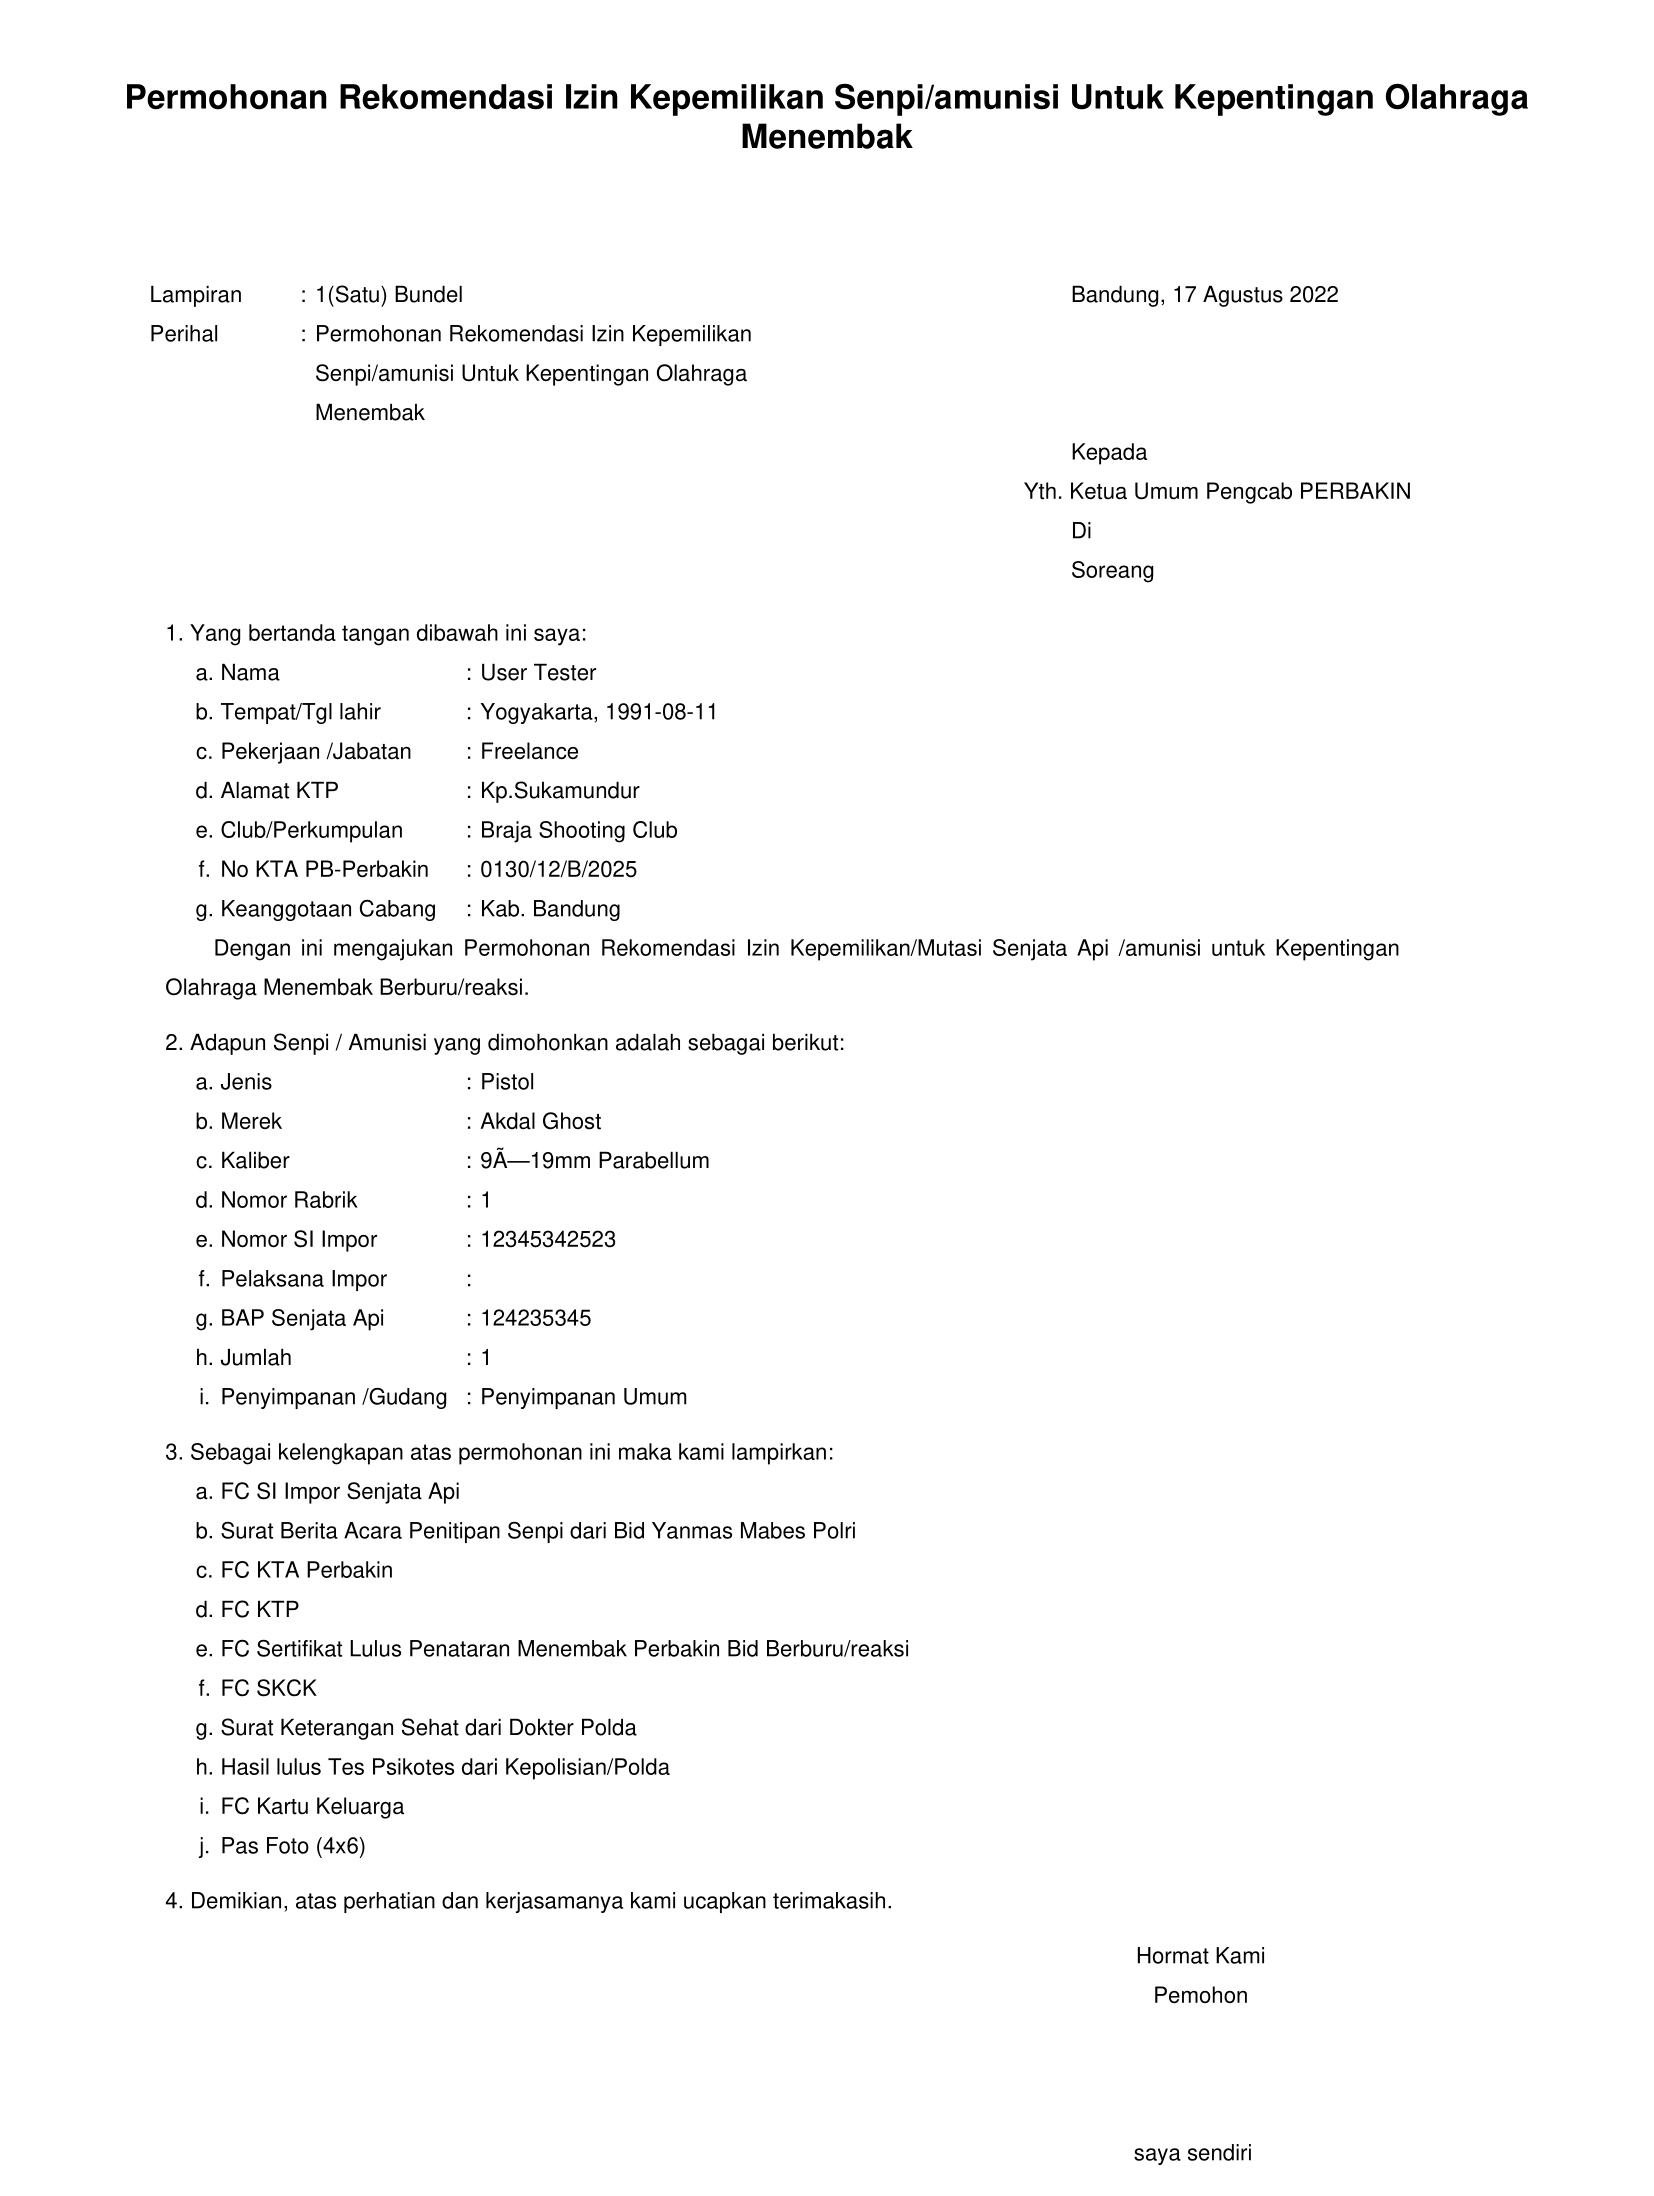 Permohonan Rekomendasi Izin Kepemilikan Senpi/amunisi Untuk Kepentingan Olahraga
Menembak
Lampiran : 1(Satu) Bundel Bandung, 17 Agustus 2022
Perihal : Permohonan Rekomendasi Izin Kepemilikan
Senpi/amunisi Untuk Kepentingan Olahraga
Menembak
Kepada
Yth. Ketua Umum Pengcab PERBAKIN
Di
Soreang
1. Yang bertanda tangan dibawah ini saya:
a. Nama : User Tester
b. Tempat/Tgl lahir : Yogyakarta, 1991-08-11
c. Pekerjaan /Jabatan : Freelance
d. Alamat KTP : Kp.Sukamundur
e. Club/Perkumpulan : Braja Shooting Club
f. No KTA PB-Perbakin : 0130/12/B/2025
g. Keanggotaan Cabang : Kab. Bandung
Dengan ini mengajukan Permohonan Rekomendasi Izin Kepemilikan/Mutasi Senjata Api /amunisi untuk Kepentingan
Olahraga Menembak Berburu/reaksi.
2. Adapun Senpi / Amunisi yang dimohonkan adalah sebagai berikut:
a. Jenis : Pistol
b. Merek : Akdal Ghost
c. Kaliber : 9Ã—19mm Parabellum
d. Nomor Rabrik : 1
e. Nomor SI Impor : 12345342523
f. Pelaksana Impor :
g. BAP Senjata Api : 124235345
h. Jumlah : 1
i. Penyimpanan /Gudang : Penyimpanan Umum
3. Sebagai kelengkapan atas permohonan ini maka kami lampirkan:
a. FC SI Impor Senjata Api
b. Surat Berita Acara Penitipan Senpi dari Bid Yanmas Mabes Polri
c. FC KTA Perbakin
d. FC KTP
e. FC Sertifikat Lulus Penataran Menembak Perbakin Bid Berburu/reaksi
f. FC SKCK
g. Surat Keterangan Sehat dari Dokter Polda
h. Hasil lulus Tes Psikotes dari Kepolisian/Polda
i. FC Kartu Keluarga
j. Pas Foto (4x6)
4. Demikian, atas perhatian dan kerjasamanya kami ucapkan terimakasih.
Hormat Kami
Pemohon
saya sendiri